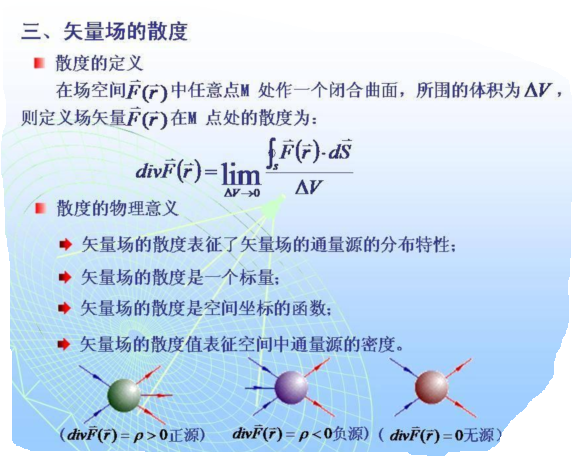 三、矢量场的散度
散度的定义
在场空间F⃗(r⃗)中任意点M 处作一个闭合曲面，所围的体积为ΔV，
则定义场矢量F⃗(r⃗)在M 点处的散度为：
divF⃗(r⃗)=lim_{ΔV→0} ∮_s F⃗(r⃗)·dS⃗ / ΔV
散度的物理意义
矢量场的散度表征了矢量场的通量源的分布特性；
矢量场的散度是一个标量；
矢量场的散度是空间坐标的函数；
矢量场的散度值表征空间中通量源的密度。
(divF⃗(r⃗)=ρ>0正源) divF⃗(r⃗)=ρ<0负源) (divF⃗(r⃗)=0无源)